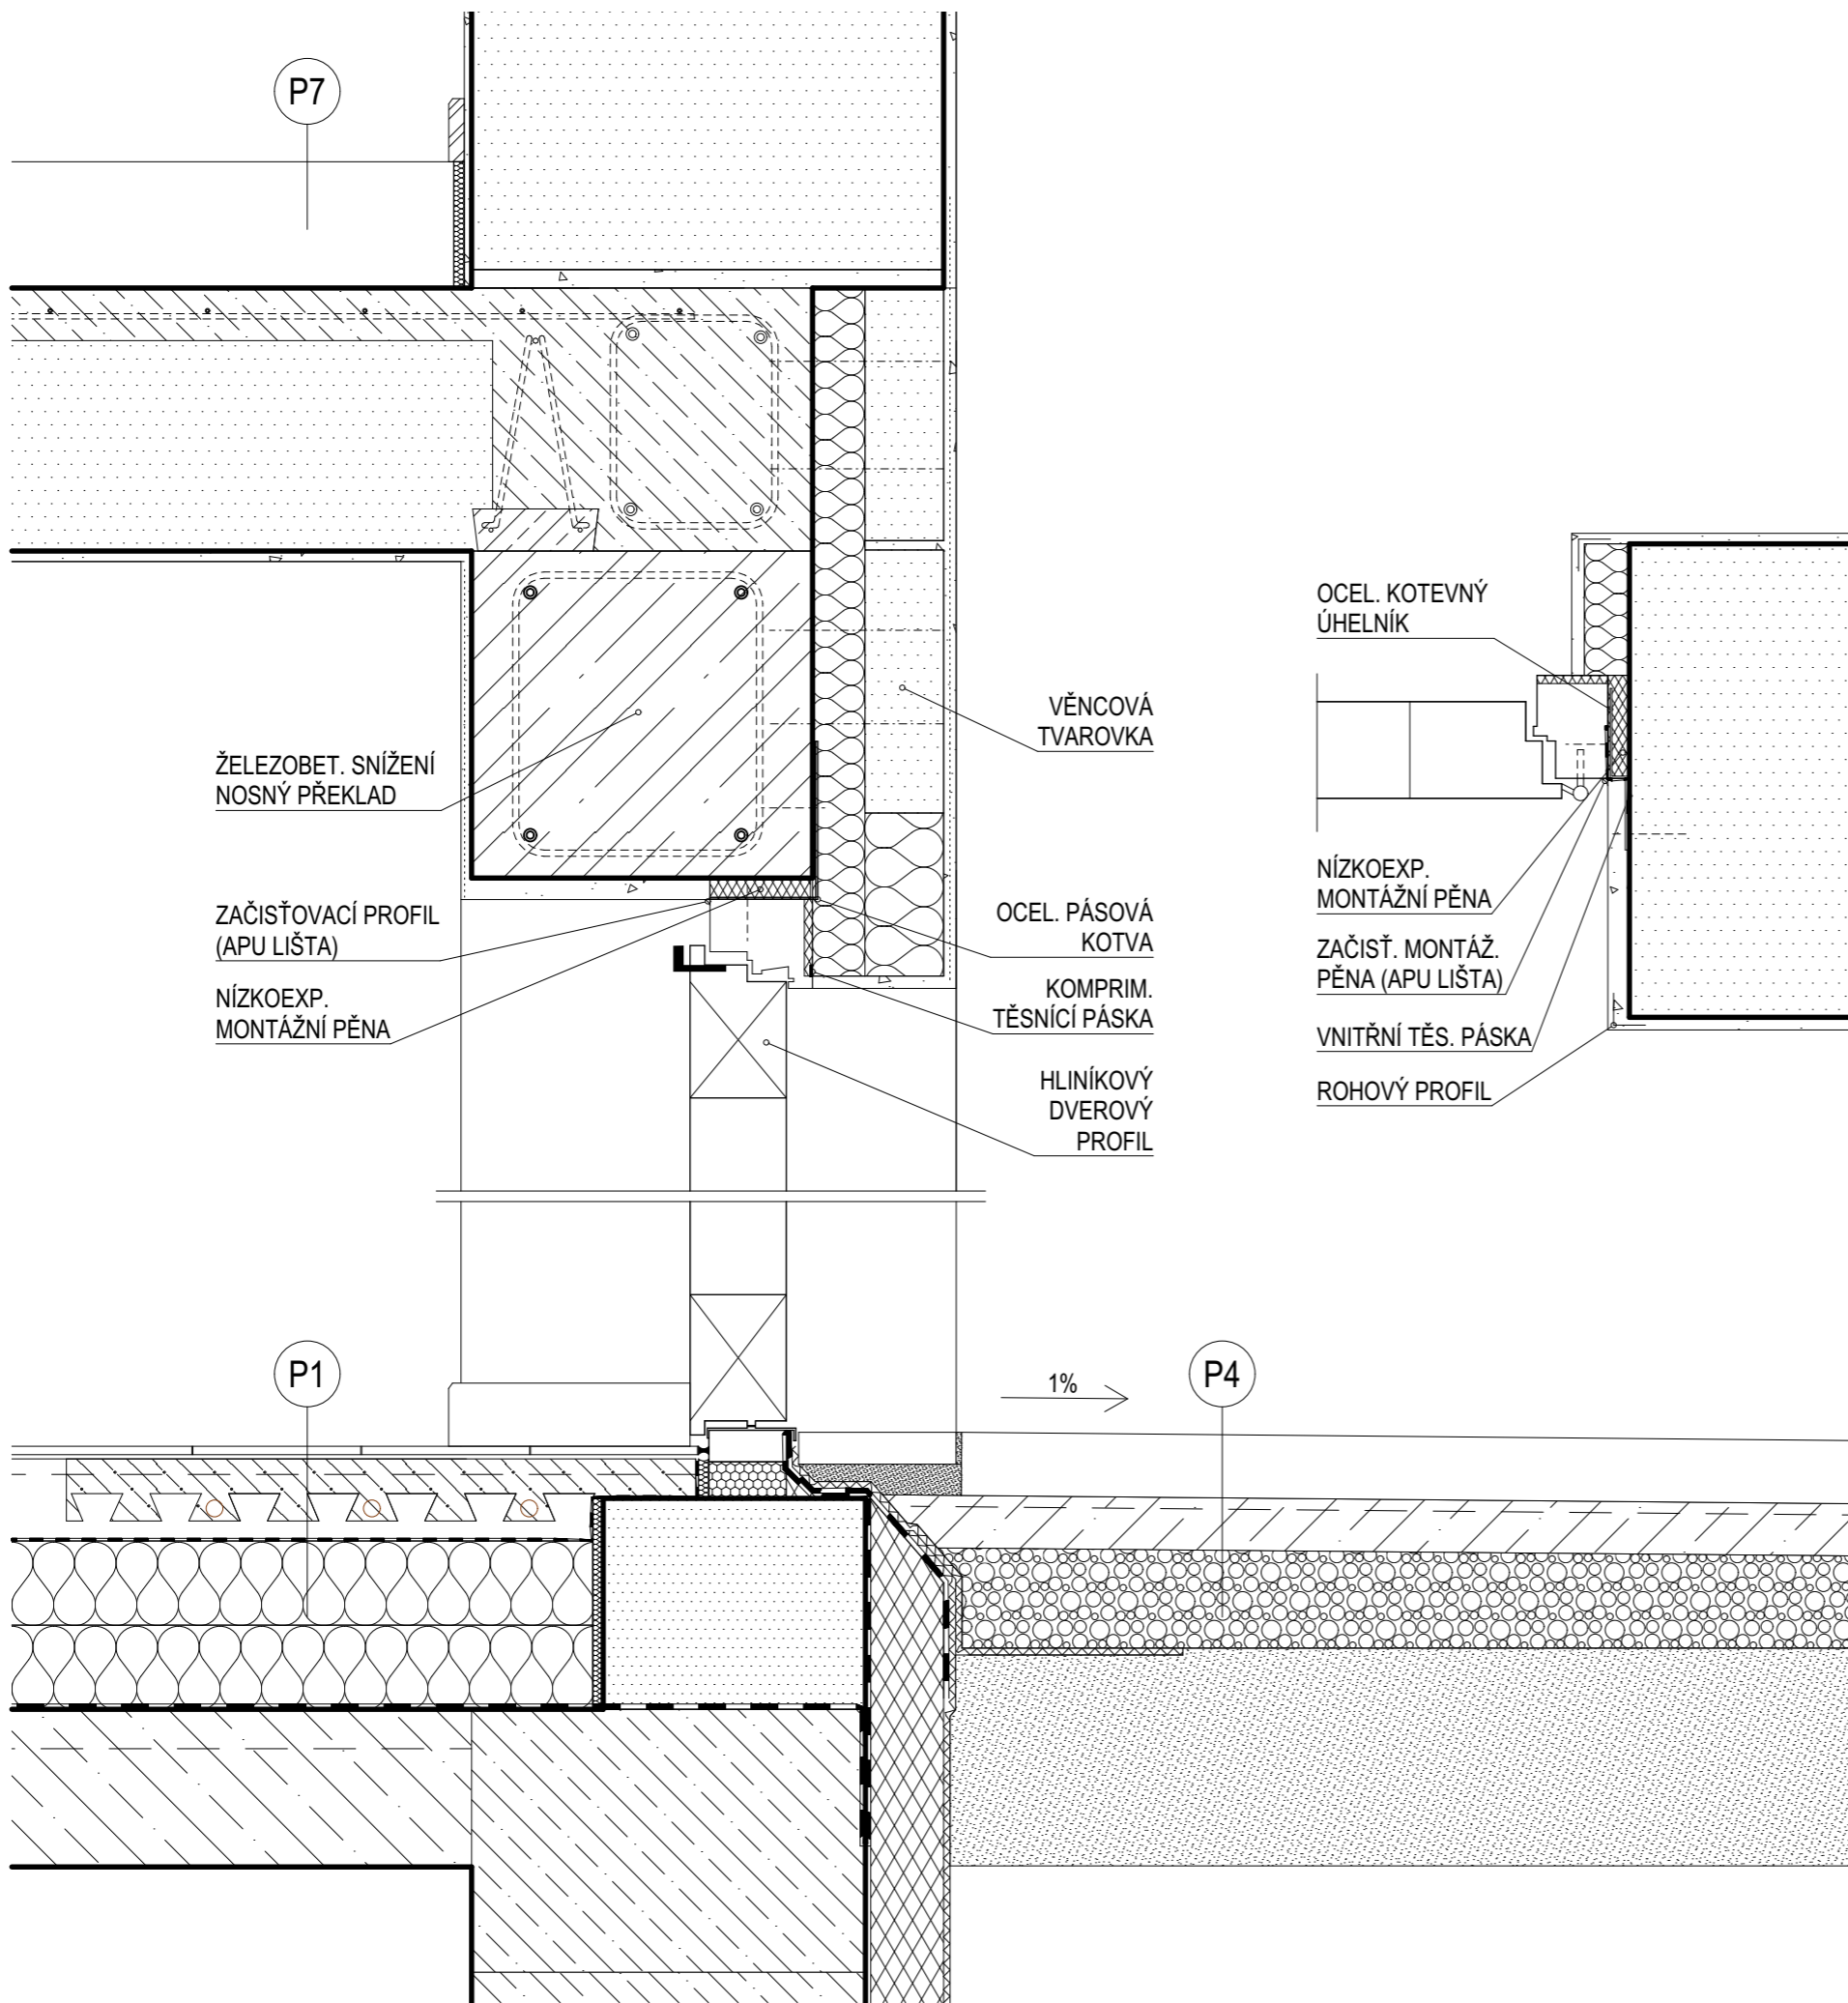 P7
ŽELEZOBET. SNÍŽENÍ
NOSNÝ PŘEKLAD
ZAČISŤOVACÍ PROFIL
(APU LIŠTA)
NÍZKOEXP.
MONTÁŽNÍ PĚNA
VĚNCOVÁ
TVAROVKA
OCEL. PÁSOVÁ
KOTVA
KOMPRIM.
TĚSNÍCÍ PÁSKA
HLINÍKOVÝ
DVEROVÝ
PROFIL
OCEL. KOTEVNÝ
ÚHELNÍK
NÍZKOEXP.
MONTÁŽNÍ PĚNA
ZAČISŤ. MONTÁŽ.
PĚNA (APU LIŠTA)
VNITŘNÍ TĚS. PÁSKA
ROHOVÝ PROFIL
P1
1%
P4